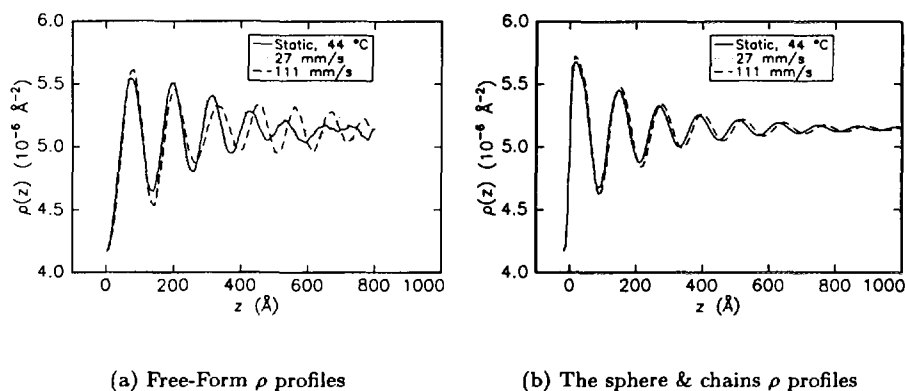 6.0
5.5
5.0
4.5
4.0
ρ(z) (10⁻⁶ Å⁻²)
Static, 44 °C
27 mm/s
111 mm/s
0 200 400 600 800 1000
z (Å)
(a) Free-Form ρ profiles
6.0
5.5
5.0
4.5
4.0
ρ(z) (10⁻⁶ Å⁻²)
Static, 44 °C
27 mm/s
111 mm/s
0 200 400 600 800 1000
z (Å)
(b) The sphere & chains ρ profiles